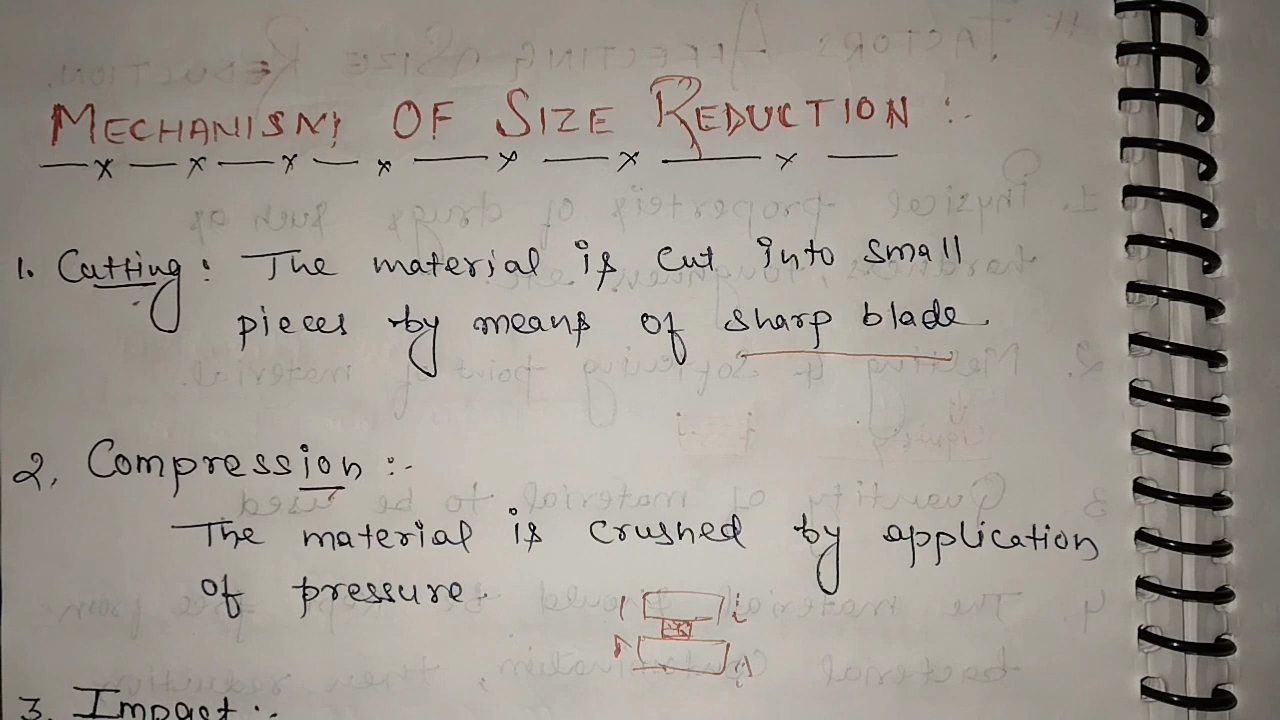 MECHANISM OF SIZE REDUCTION :-
1. Cutting : The material is cut into small
pieces by means of sharp blade.
2. Compression :-
The material is crushed by application
of pressure.
3. Impact :-